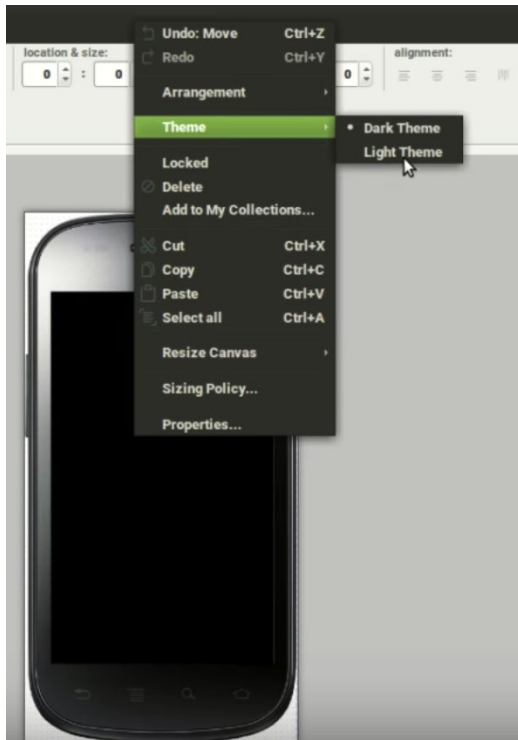 location & size:
0 : 0
0
alignment:
Undo: Move Ctrl+Z
Redo Ctrl+Y
Arrangement
Theme
Dark Theme
Light Theme
Locked
Delete
Add to My Collections...
Cut Ctrl+X
Copy Ctrl+C
Paste Ctrl+V
Select all Ctrl+A
Resize Canvas
Sizing Policy...
Properties...